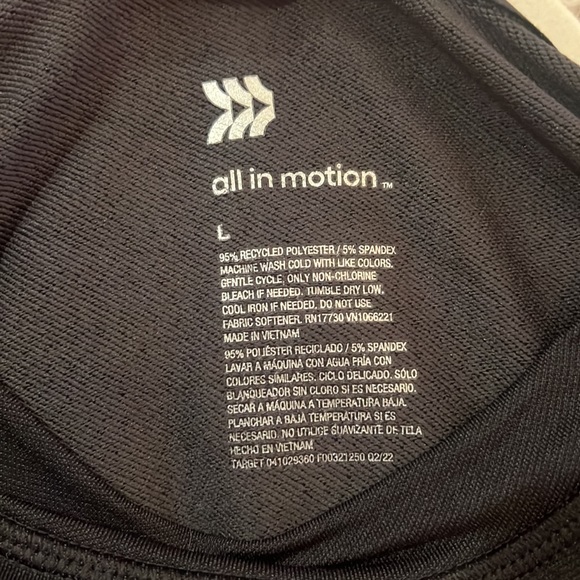 all in motion™
L
95% RECYCLED POLYESTER / 5% SPANDEX
MACHINE WASH COLD WITH LIKE COLORS.
GENTLE CYCLE. ONLY NON-CHLORINE
BLEACH IF NEEDED. TUMBLE DRY LOW.
COOL IRON IF NEEDED. DO NOT USE
FABRIC SOFTENER. RN17730 VN1066221
MADE IN VIETNAM
95% POLIÉSTER RECICLADO / 5% SPANDEX
LAVAR A MÁQUINA CON AGUA FRÍA CON
COLORES SIMILARES. CICLO DELICADO. SÓLO
BLANQUEADOR SIN CLORO SI ES NECESARIO.
SECAR A MÁQUINA A TEMPERATURA BAJA.
PLANCHAR A BAJA TEMPERATURA SI ES
NECESARIO. NO UTILICE SUAVIZANTE DE TELA
HECHO EN VIETNAM
TARGET 041029360 F00321250 Q2/22